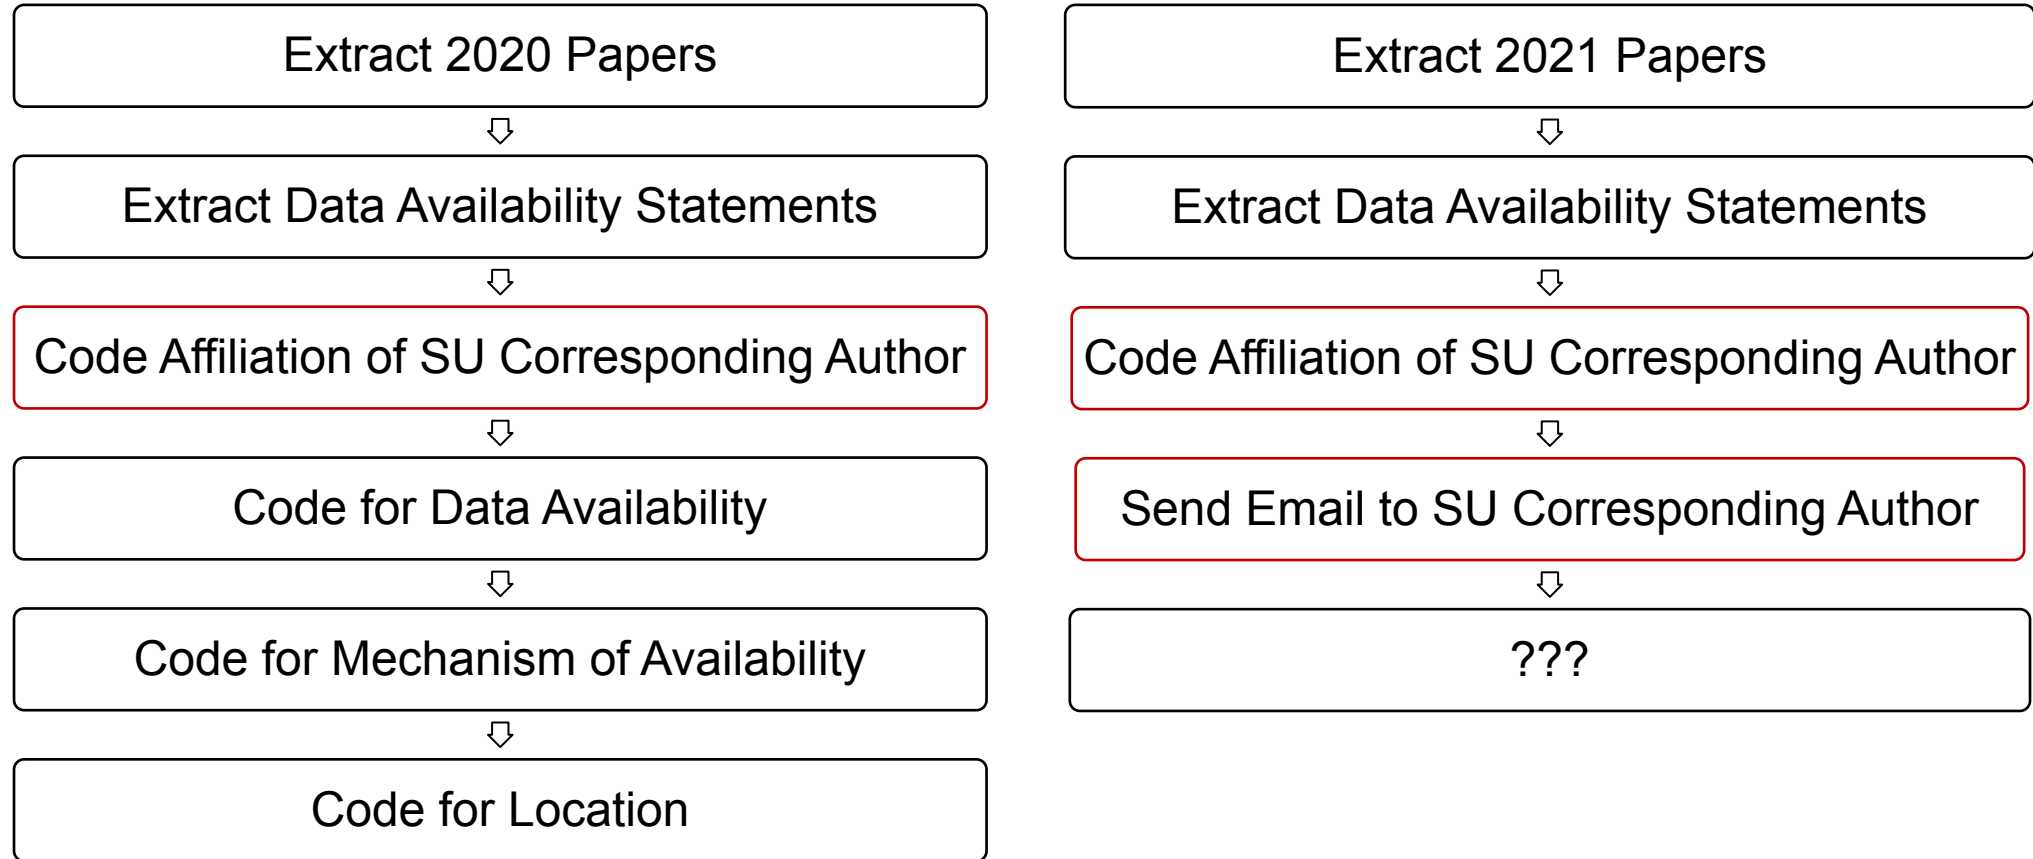 Extract 2020 Papers
Extract Data Availability Statements
Code Affiliation of SU Corresponding Author
Code for Data Availability
Code for Mechanism of Availability
Code for Location
Extract 2021 Papers
Extract Data Availability Statements
Code Affiliation of SU Corresponding Author
Send Email to SU Corresponding Author
???